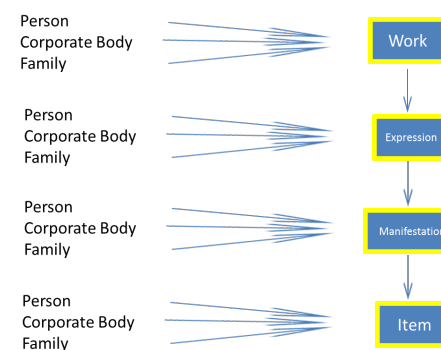 Person
Corporate Body
Family
Work
Person
Corporate Body
Family
Expression
Person
Corporate Body
Family
Manifestation
Person
Corporate Body
Family
Item